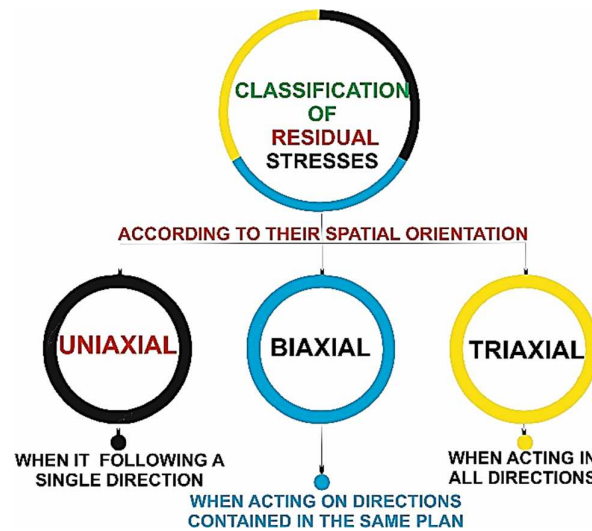 CLASSIFICATION
OF
RESIDUAL
STRESSES
ACCORDING TO THEIR SPATIAL ORIENTATION
UNIAXIAL
BIAXIAL
TRIAXIAL
WHEN IT FOLLOWING A
SINGLE DIRECTION
WHEN ACTING ON DIRECTIONS
CONTAINED IN THE SAME PLAN
WHEN ACTING IN
ALL DIRECTIONS